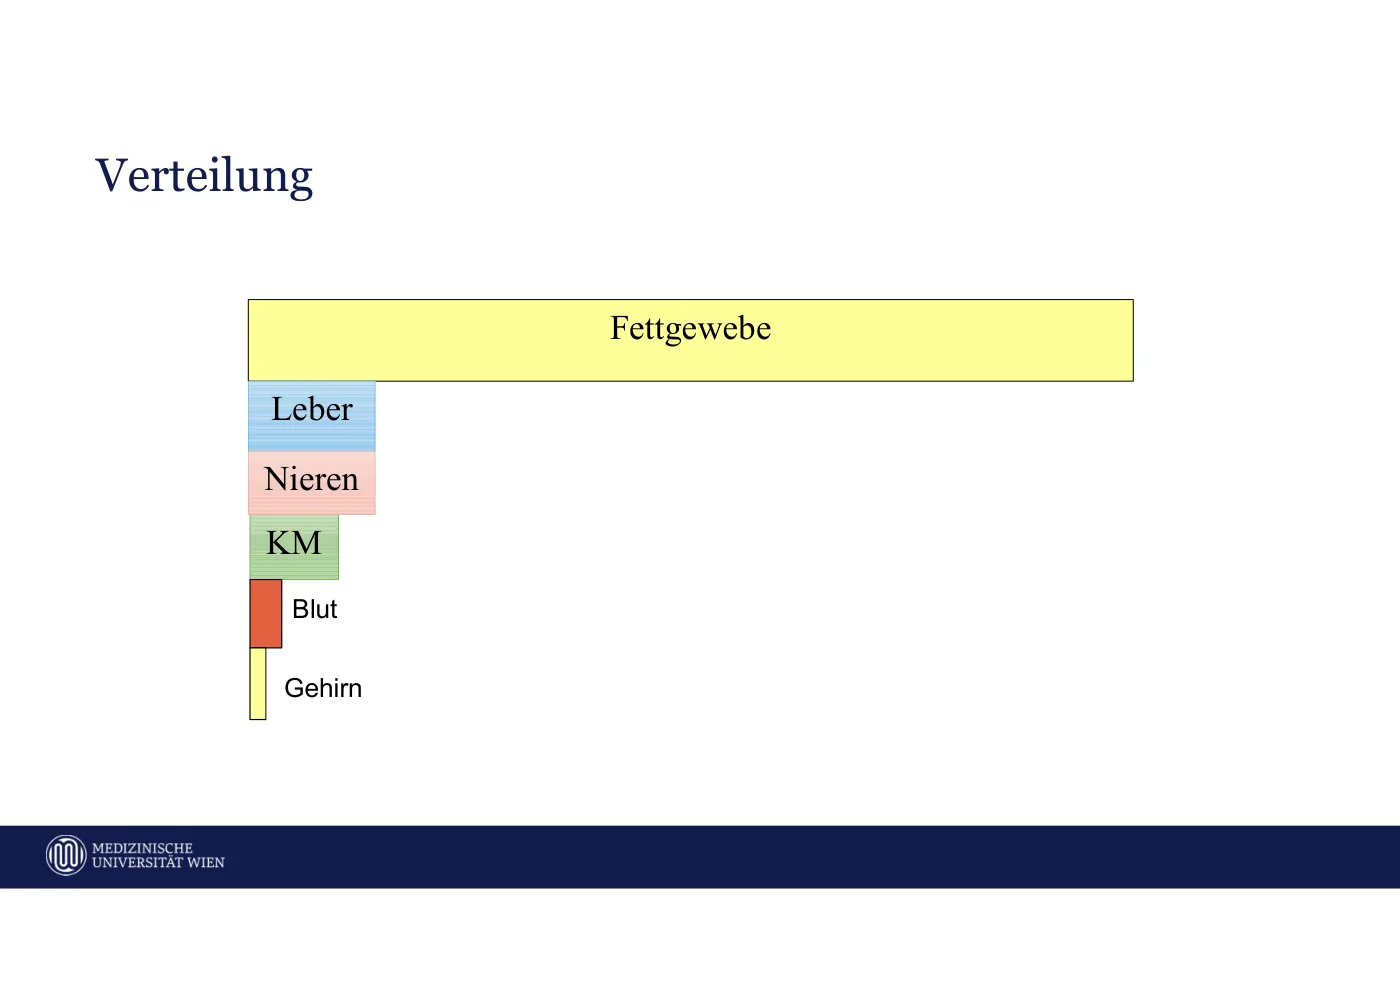 Verteilung
Fettgewebe
Leber
Nieren
KM
Blut
Gehirn
MEDIZINISCHE
UNIVERSITÄT WIEN